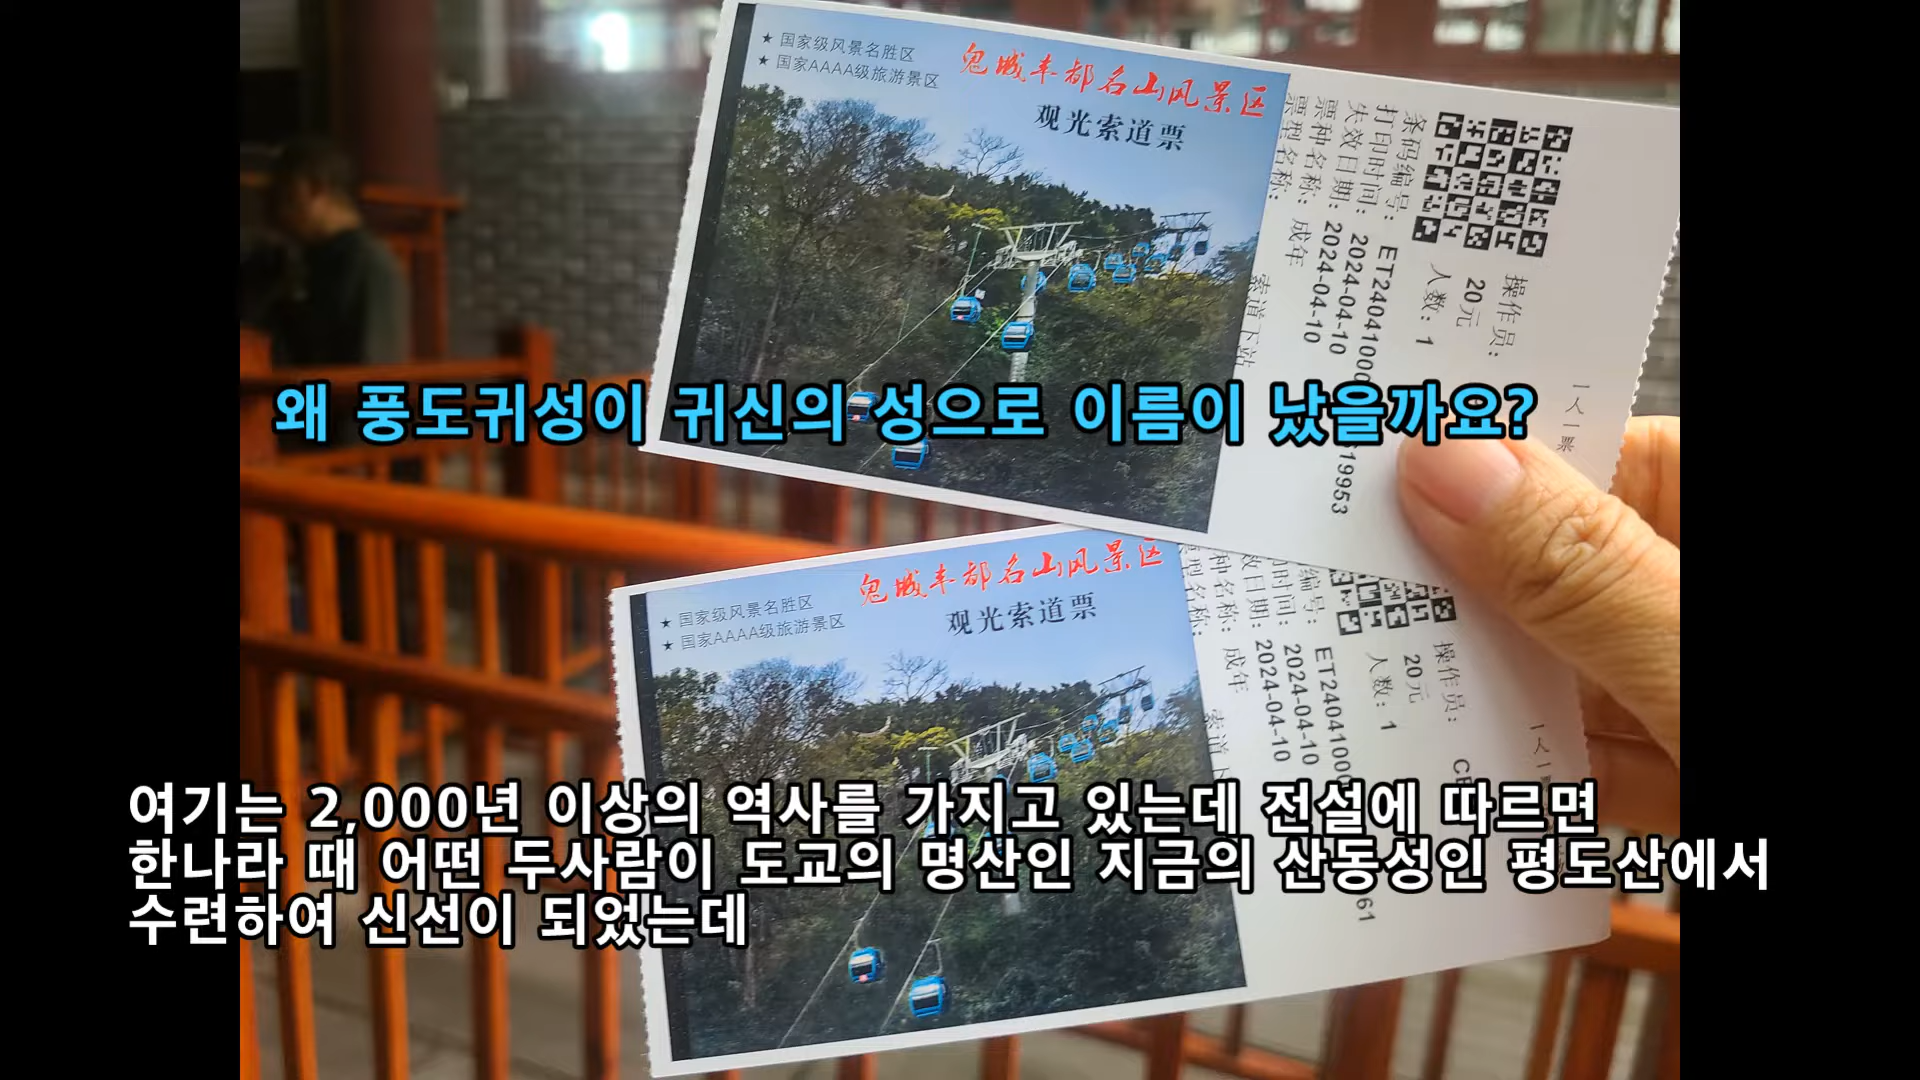 ★ 国家级风景名胜区
★ 国家AAAA级旅游景区
鬼城丰都名山风景区
观光索道票
操作员:
20元
人数: 1
条码编号: ET24041000
19953
打印时间: 2024-04-10
失效日期: 2024-04-10
票种名称: 成年
票型名称:
索道下站
一人一票
왜 풍도귀성이 귀신의 성으로 이름이 났을까요?
★ 国家级风景名胜区
★ 国家AAAA级旅游景区
鬼城丰都名山风景区
观光索道票
操作员:
20元
人数: 1
编号: ET24041000
61
时间: 2024-04-10
效日期: 2024-04-10
种名称: 成年
型名称:
索道下
一人一
여기는 2,000년 이상의 역사를 가지고 있는데 전설에 따르면
한나라 때 어떤 두사람이 도교의 명산인 지금의 산동성인 평도산에서
수련하여 신선이 되었는데